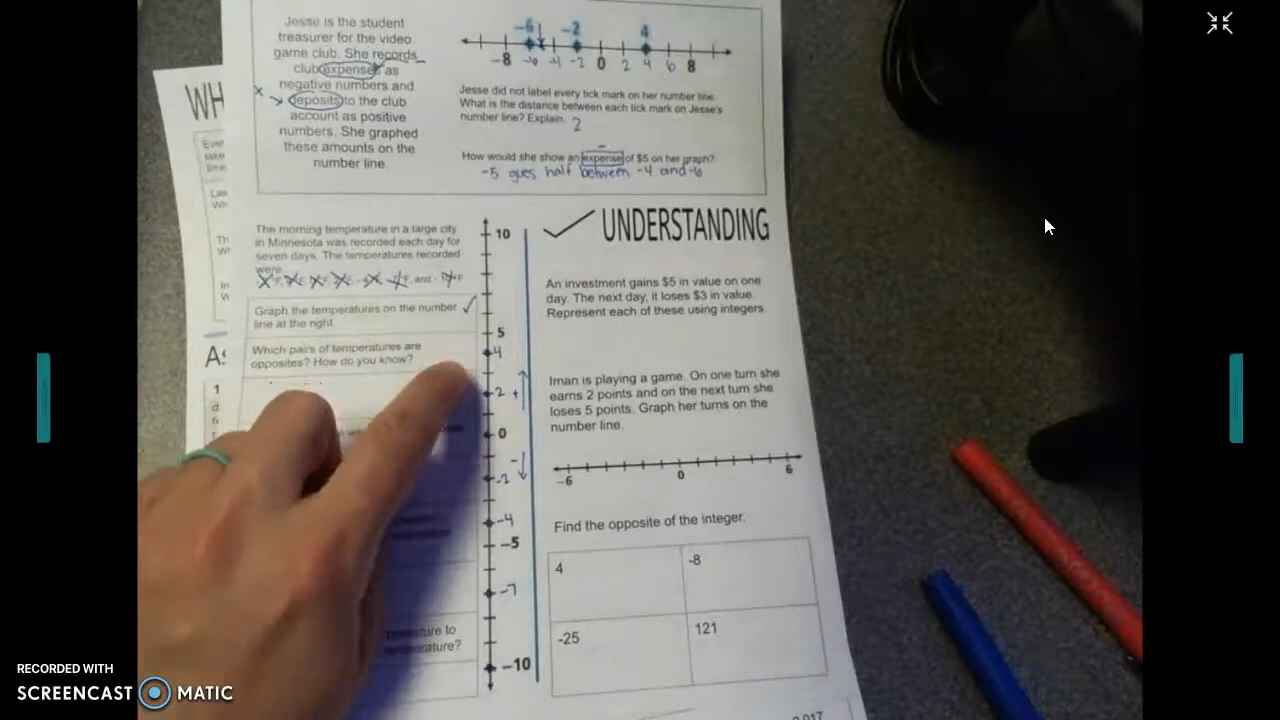 Jesse is the student
treasurer for the video
game club. She records
club expenses as
negative numbers and
deposits to the club
account as positive
numbers. She graphed
these amounts on the
number line.
-6 -2 4
-8 -6 -4 -2 0 2 4 6 8
Jesse did not label every tick mark on her number line.
What is the distance between each tick mark on Jesse's
number line? Explain. 2
How would she show an expense of $5 on her graph?
-5 goes half between -4 and -6
WH
The morning temperature in a large city
in Minnesota was recorded each day for
seven days. The temperatures recorded
were
and
Graph the temperatures on the number
line at the right.
Which pairs of temperatures are
opposites? How do you know?
to
10
5
4
2 +
0
-
-2
-4
-5
-7
-10
UNDERSTANDING
An investment gains $5 in value on one
day. The next day, it loses $3 in value.
Represent each of these using integers.
Iman is playing a game. On one turn she
earns 2 points and on the next turn she
loses 5 points. Graph her turns on the
number line.
-6 0 6
Find the opposite of the integer.
4 -8
-25 121
RECORDED WITH
SCREENCAST MATIC